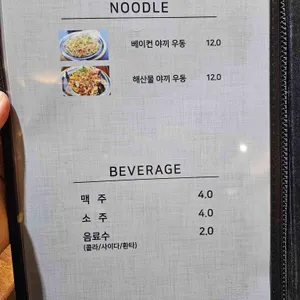 NOODLE
베이컨 야끼 우동 12.0
해산물 야끼 우동 12.0
BEVERAGE
맥 주 4.0
소 주 4.0
음료수 2.0
(콜라/사이다/환타)